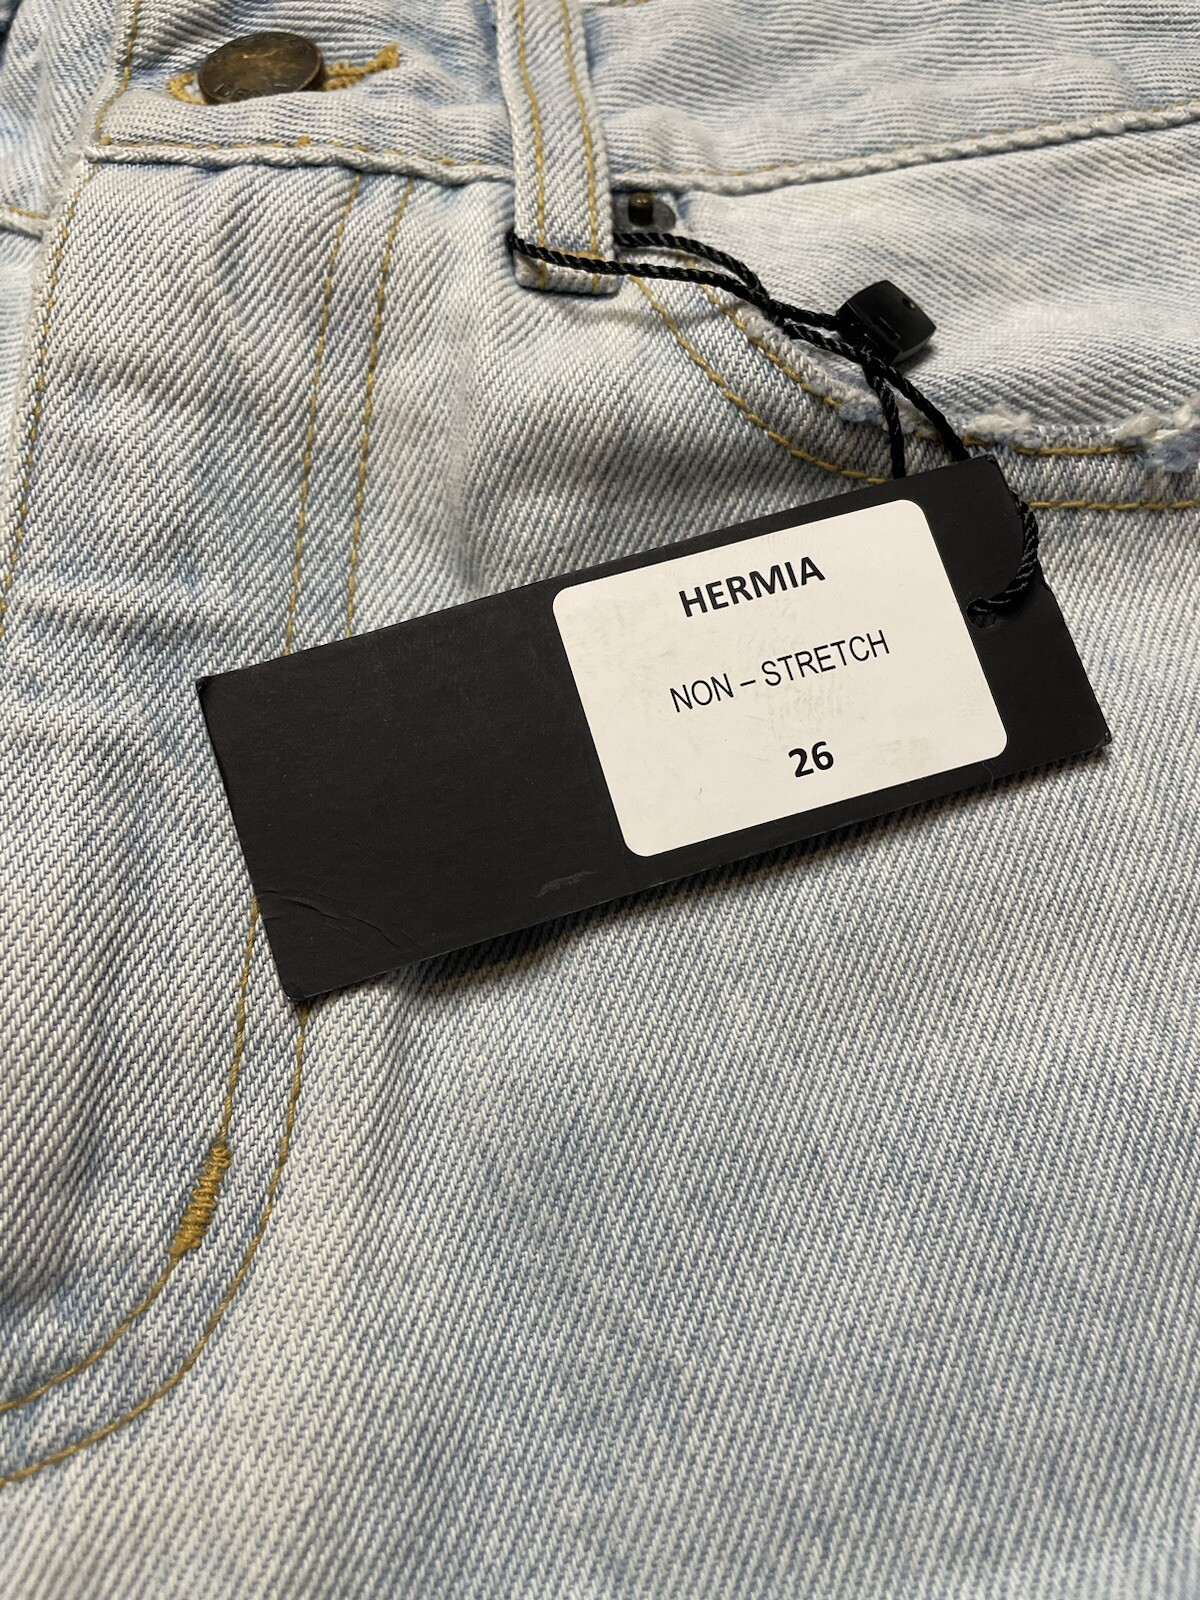 HERMIA
NON – STRETCH
26